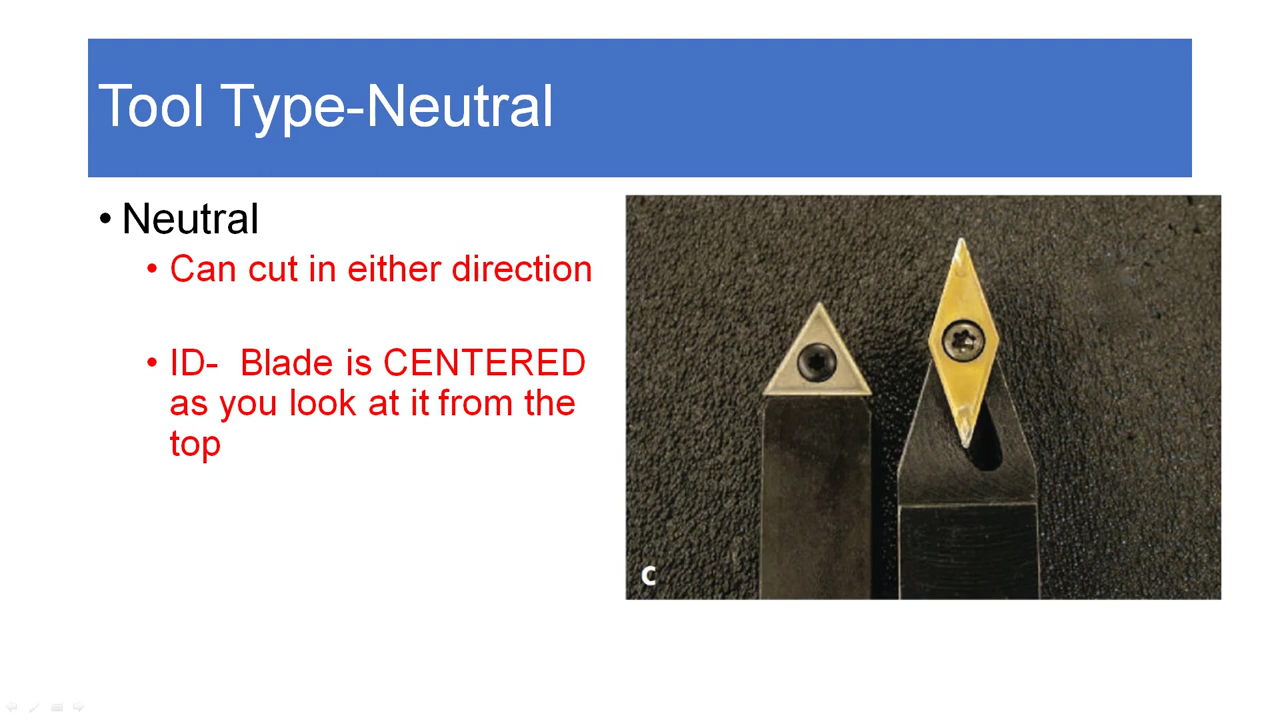 Tool Type-Neutral
• Neutral
• Can cut in either direction
• ID- Blade is CENTERED
as you look at it from the
top
C